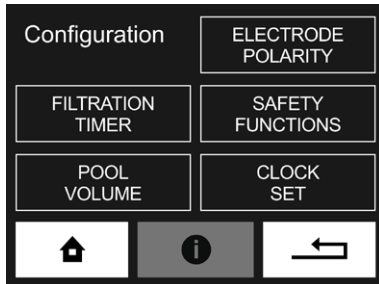 Configuration
ELECTRODE
POLARITY
FILTRATION
TIMER
SAFETY
FUNCTIONS
POOL
VOLUME
CLOCK
SET
i